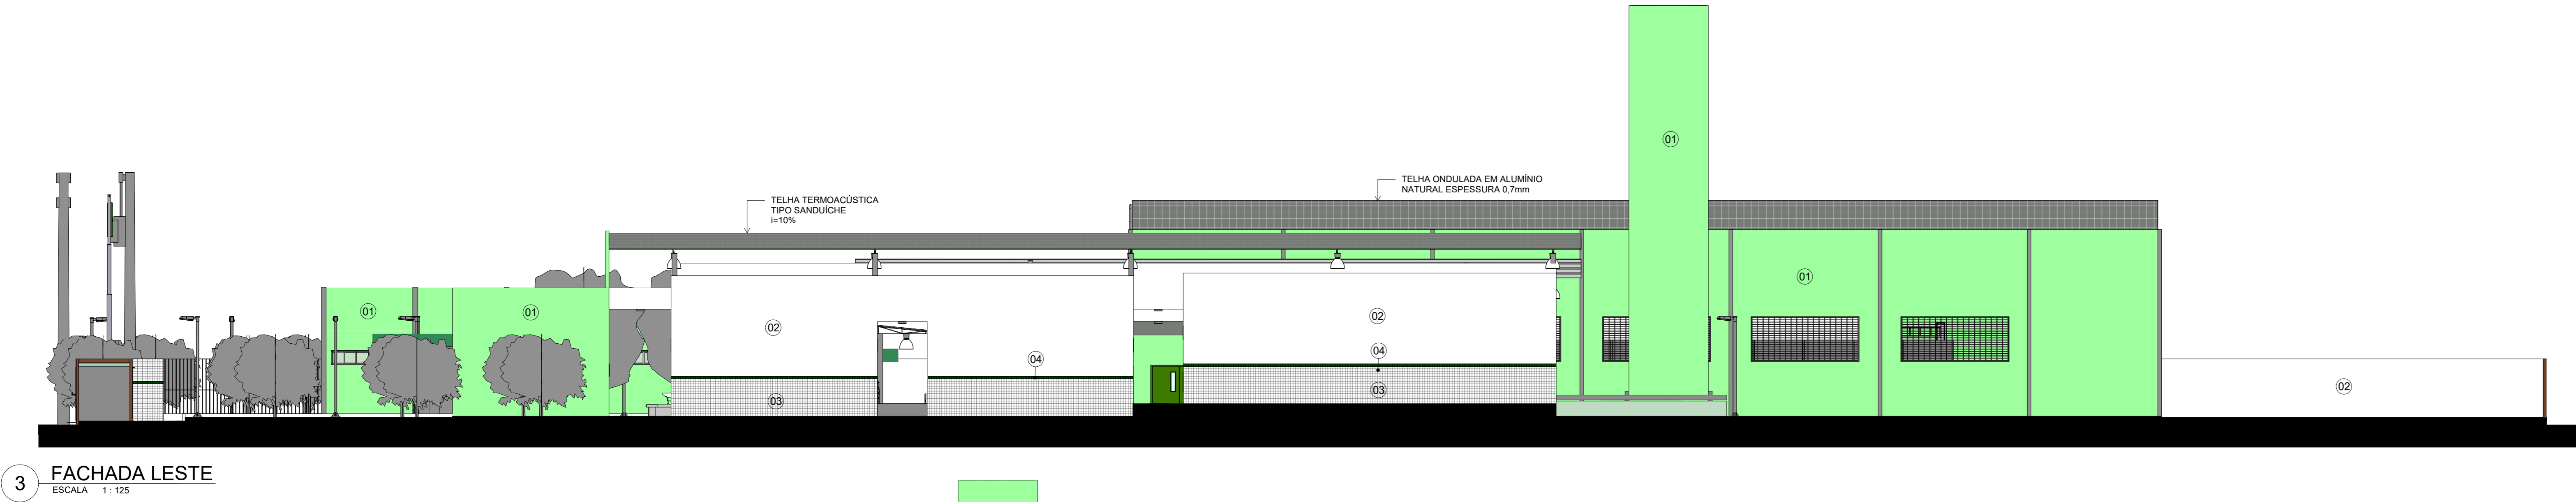 01
TELHA ONDULADA EM ALUMÍNIO
NATURAL ESPESSURA 0,7mm
TELHA TERMOACÚSTICA
TIPO SANDUÍCHE
i=10%
01
01
01
02
02
04
04
02
03
03
3
FACHADA LESTE
ESCALA 1 : 125